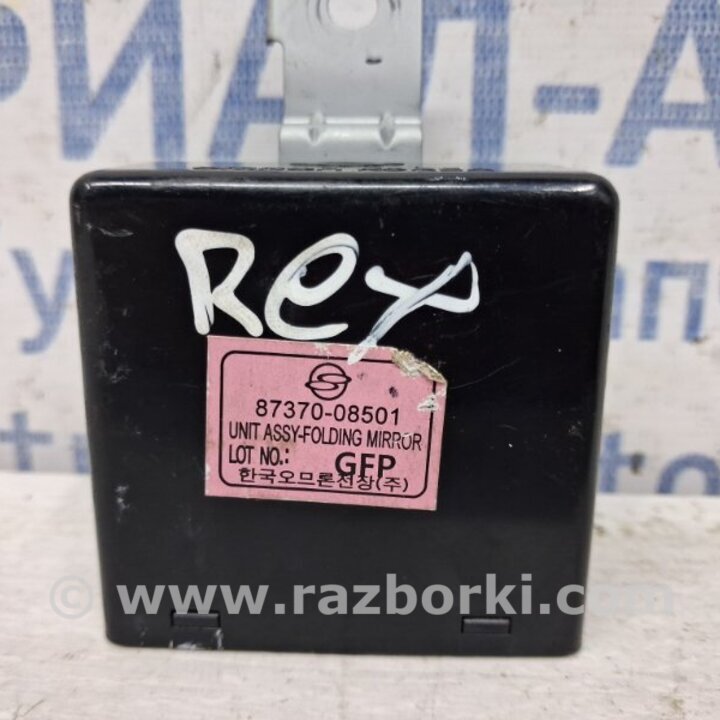 РИАЛ-А
Rex
87370-08501
UNIT ASSY-FOLDING MIRROR
LOT NO.: GFP
한국오므론전장(주)
© www.razborki.com